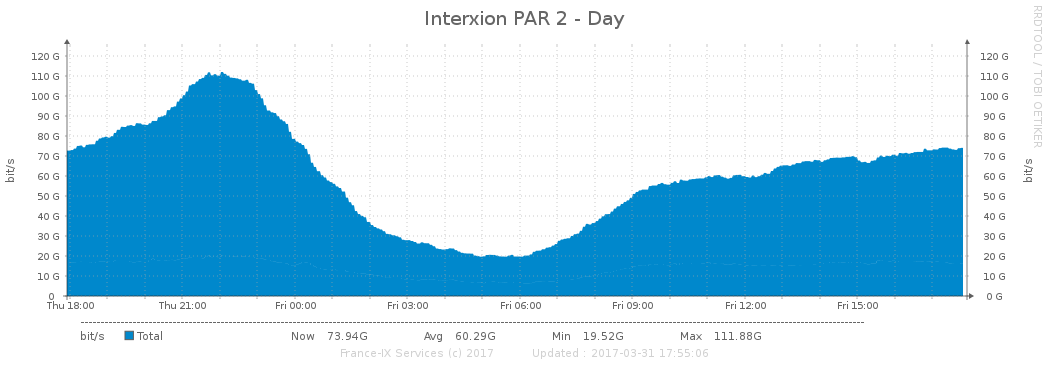 Interxion PAR 2 - Day
RRDTOOL / TOBI OETIKER
bit/s
120 G
110 G
100 G
90 G
80 G
70 G
60 G
50 G
40 G
30 G
20 G
10 G
0
120 G
110 G
100 G
90 G
80 G
70 G
60 G
50 G
40 G
30 G
20 G
10 G
0 G
bit/s
Thu 18:00 Thu 21:00 Fri 00:00 Fri 03:00 Fri 06:00 Fri 09:00 Fri 12:00 Fri 15:00
bit/s Total Now 73.94G Avg 60.29G Min 19.52G Max 111.88G
France-IX Services (c) 2017 Updated : 2017-03-31 17:55:06